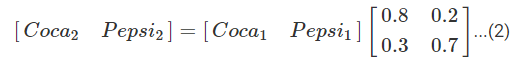 [ Coca₂ Pepsi₂ ] = [ Coca₁ Pepsi₁ ] [ 0.8 0.2 ...(2)
0.3 0.7 ]